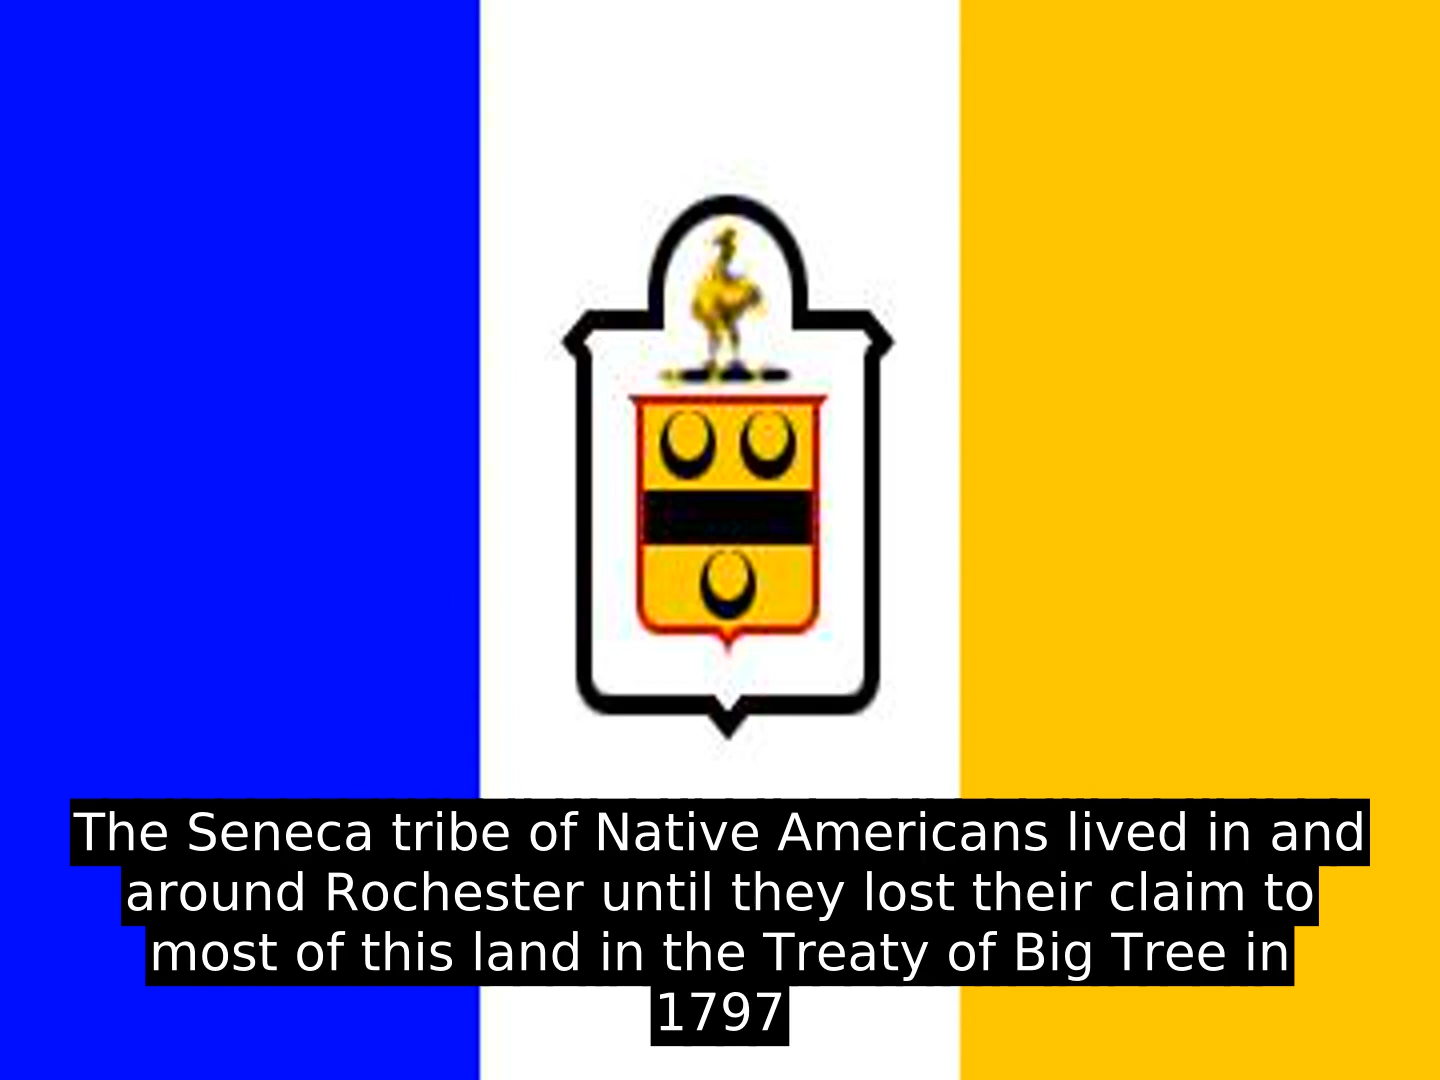 The Seneca tribe of Native Americans lived in and
around Rochester until they lost their claim to
most of this land in the Treaty of Big Tree in
1797